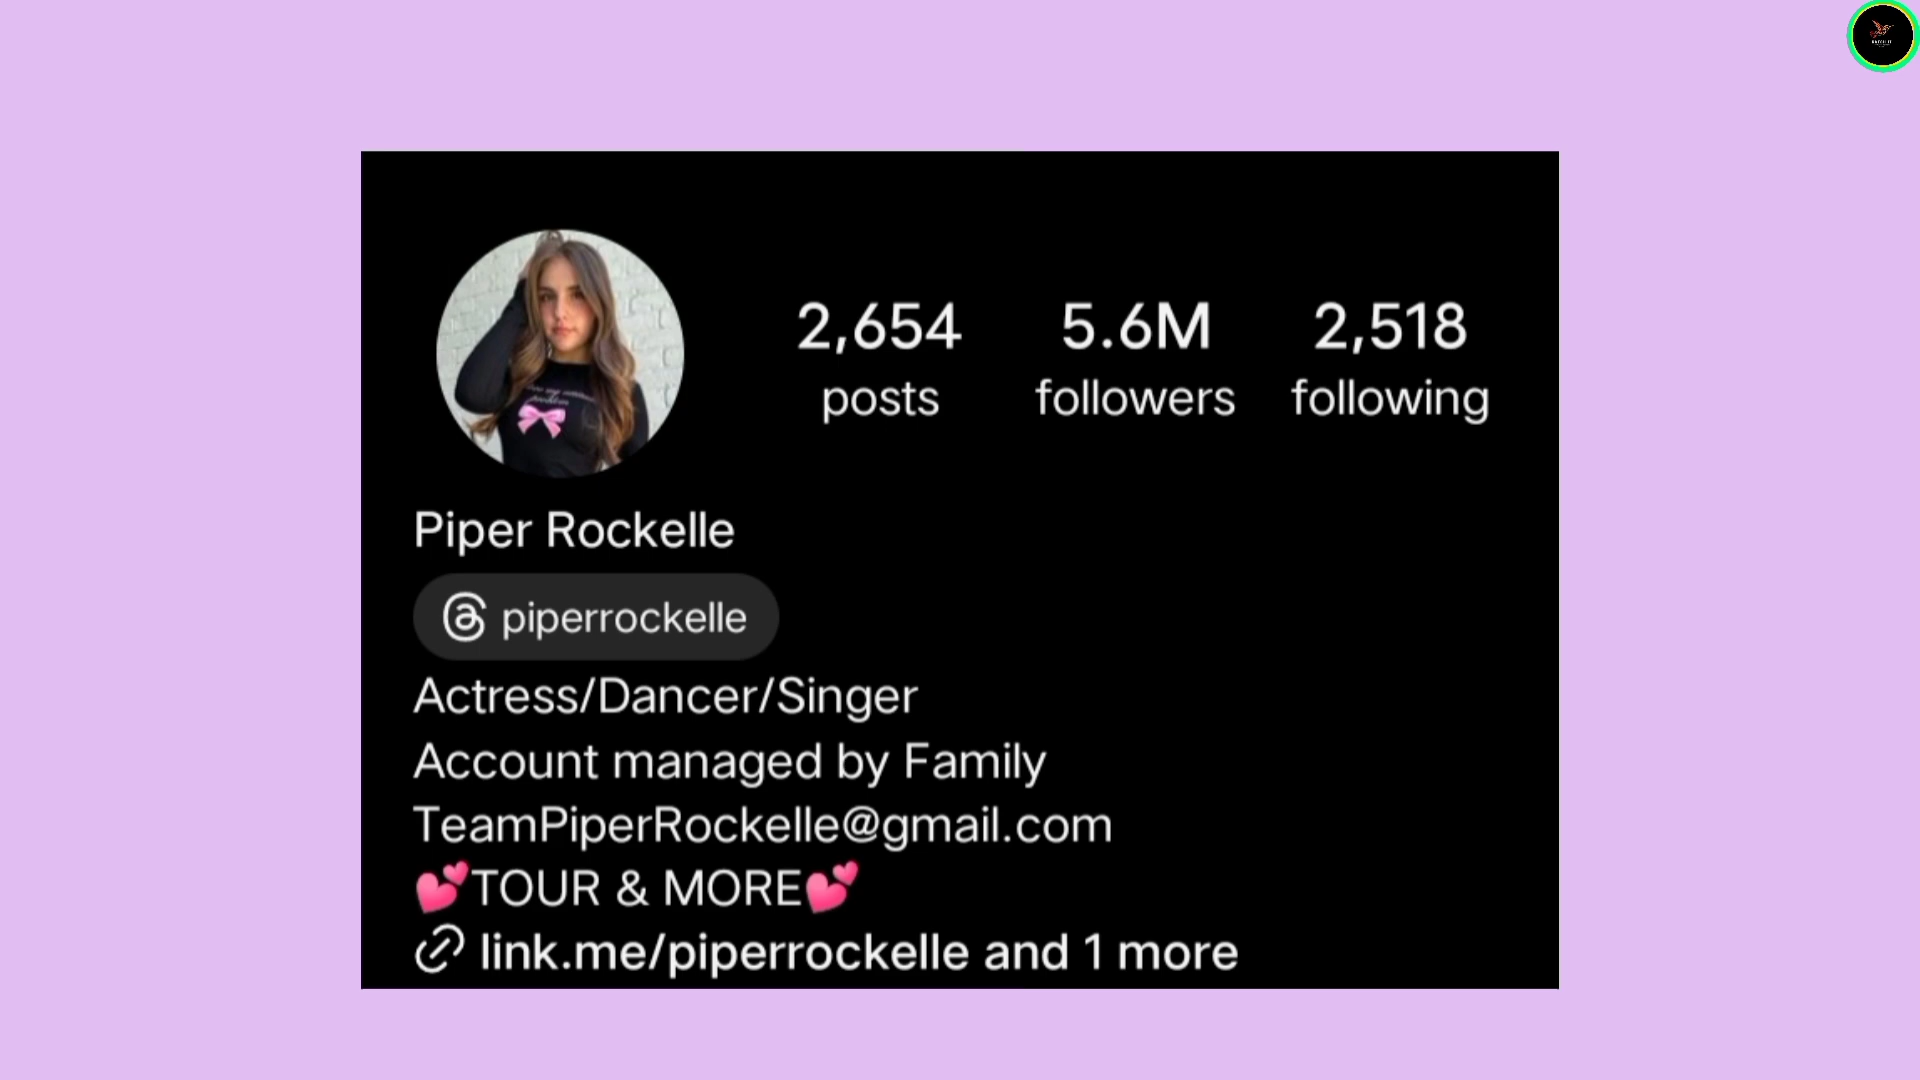 2,654 5.6M 2,518
posts followers following
Piper Rockelle
piperrockelle
Actress/Dancer/Singer
Account managed by Family
TeamPiperRockelle@gmail.com
💕TOUR & MORE💕
link.me/piperrockelle and 1 more